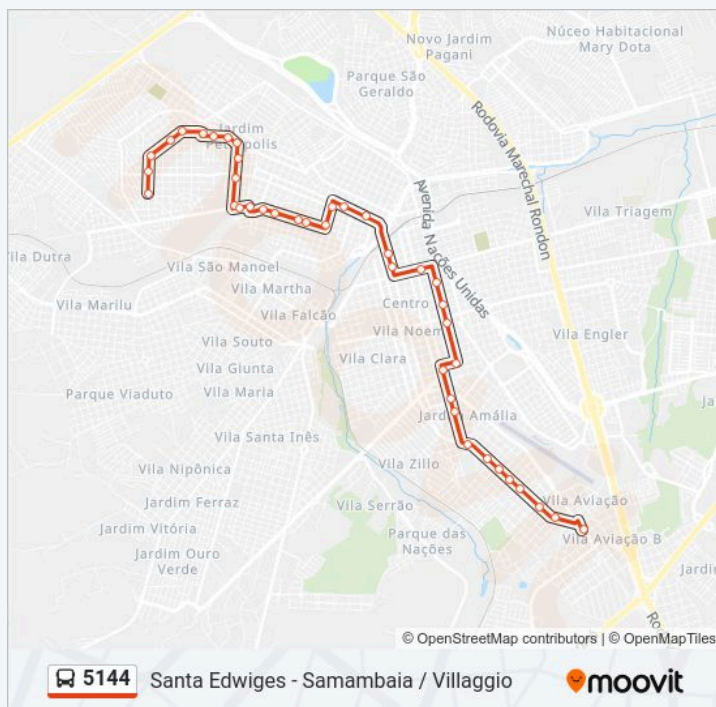 Núcleo Habitacional
Mary Dota
Novo Jardim
Pagani
Parque São
Geraldo
Rodovia Marechal Rondon
Jardim
Avenida Nações Unidas
Vila Triagem
Vila Dutra
Vila São Manoel
Vila Martha
Centro
Vila Marilu
Vila Falcão
Vila Noem
Vila Engler
Vila Souto
Vila Clara
Vila Giunta
Parque Viaduto
Vila Maria
Jardim Amália
Vila Santa Inês
Vila Zillo
Vila Nipônica
Vila Aviação
Jardim Ferraz
Vila Serrão
Jardim Vitória
Parque das
Nações
Vila Aviação B
Jardim Ouro
Verde
© OpenStreetMap contributors | © OpenMapTiles
5144 Santa Edwiges - Samambaia / Villaggio
moovit